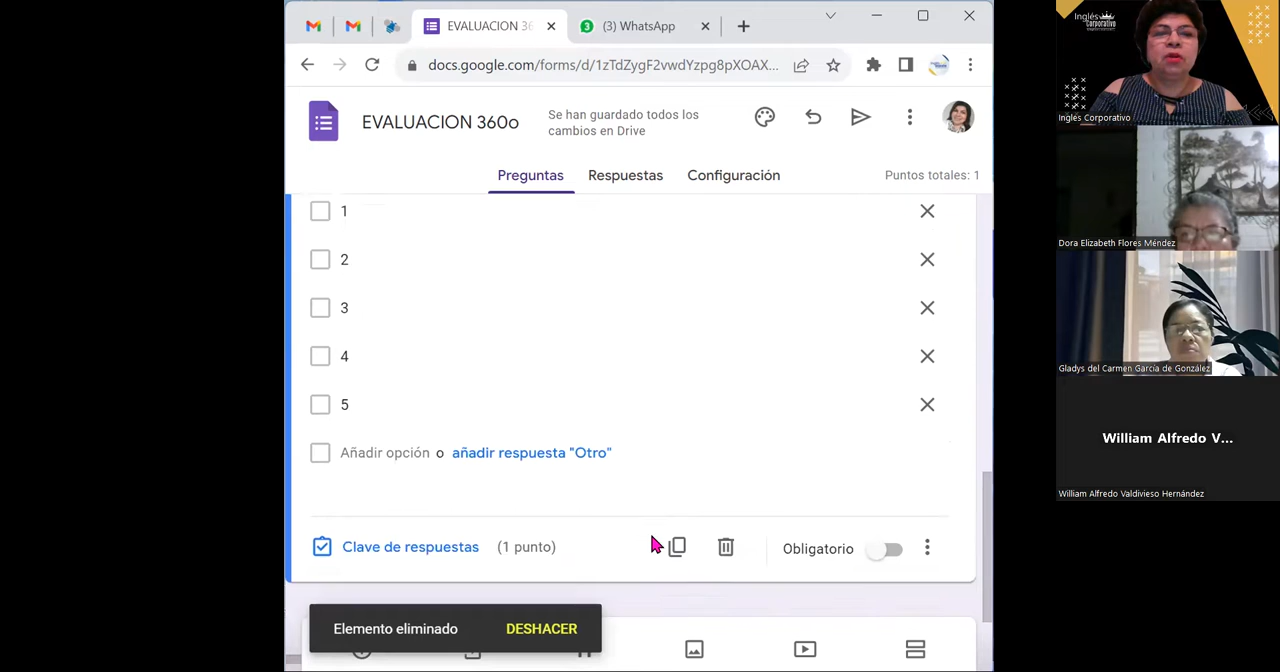 EVALUACION 36
3
(3) WhatsApp
docs.google.com/forms/d/1zTdZygF2vwdYzpg8pXOAX...
EVALUACION 360o
Se han guardado todos los
cambios en Drive
Preguntas
Respuestas
Configuración
Puntos totales: 1
1
2
3
4
5
Añadir opción o añadir respuesta "Otro"
Clave de respuestas (1 punto)
Obligatorio
Elemento eliminado DESHACER
Inglés
Corporativo
Inglés Corporativo
Dora Elizabeth Flores Méndez
Gladys del Carmen García de González
William Alfredo V...
William Alfredo Valdivieso Hernández